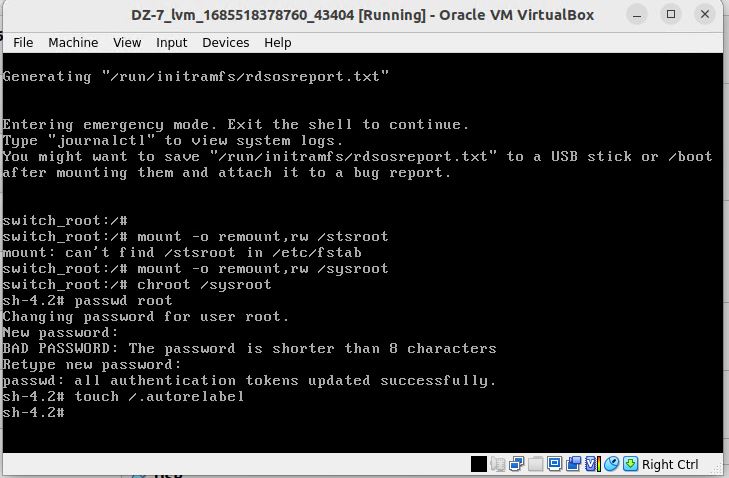 DZ-7_lvm_1685518378760_43404 [Running] - Oracle VM VirtualBox
File Machine View Input Devices Help
Generating "/run/initramfs/rdsosreport.txt"
Entering emergency mode. Exit the shell to continue.
Type "journalctl" to view system logs.
You might want to save "/run/initramfs/rdsosreport.txt" to a USB stick or /boot
after mounting them and attach it to a bug report.
switch_root:/#
switch_root:/# mount -o remount,rw /stsroot
mount: can't find /stsroot in /etc/fstab
switch_root:/# mount -o remount,rw /sysroot
switch_root:/# chroot /sysroot
sh-4.2# passwd root
Changing password for user root.
New password:
BAD PASSWORD: The password is shorter than 8 characters
Retype new password:
passwd: all authentication tokens updated successfully.
sh-4.2# touch /.autorelabel
sh-4.2#
Right Ctrl